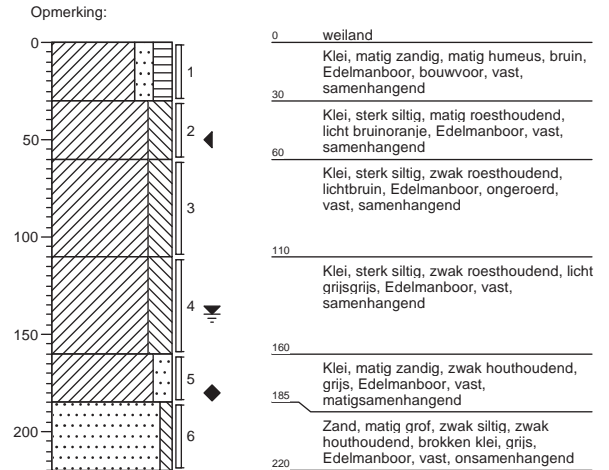 Opmerking:
0
1
2
50
3
100
4
150
5
200
6
0 weiland
Klei, matig zandig, matig humeus, bruin,
Edelmanboor, bouwvoor, vast,
samenhangend
30
Klei, sterk siltig, matig roesthoudend,
licht bruinoranje, Edelmanboor, vast,
samenhangend
60
Klei, sterk siltig, zwak roesthoudend,
lichtbruin, Edelmanboor, ongeroerd,
vast, samenhangend
110
Klei, sterk siltig, zwak roesthoudend, licht
grijsgrijs, Edelmanboor, vast,
samenhangend
160
Klei, matig zandig, zwak houthoudend,
grijs, Edelmanboor, vast,
matigsamenhangend
185
Zand, matig grof, zwak siltig, zwak
houthoudend, brokken klei, grijs,
Edelmanboor, vast, onsamenhangend
220